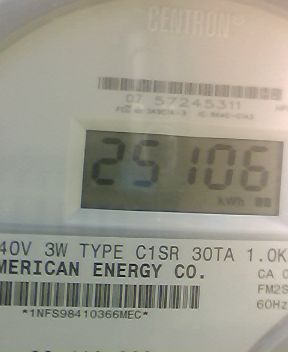 CENTRON®
07 57245311
25106
kWh
40V 3W TYPE C1SR 30TA 1.0K
MERICAN ENERGY CO.
CA 0
FM2S
60Hz
*1NFS98410366MEC*